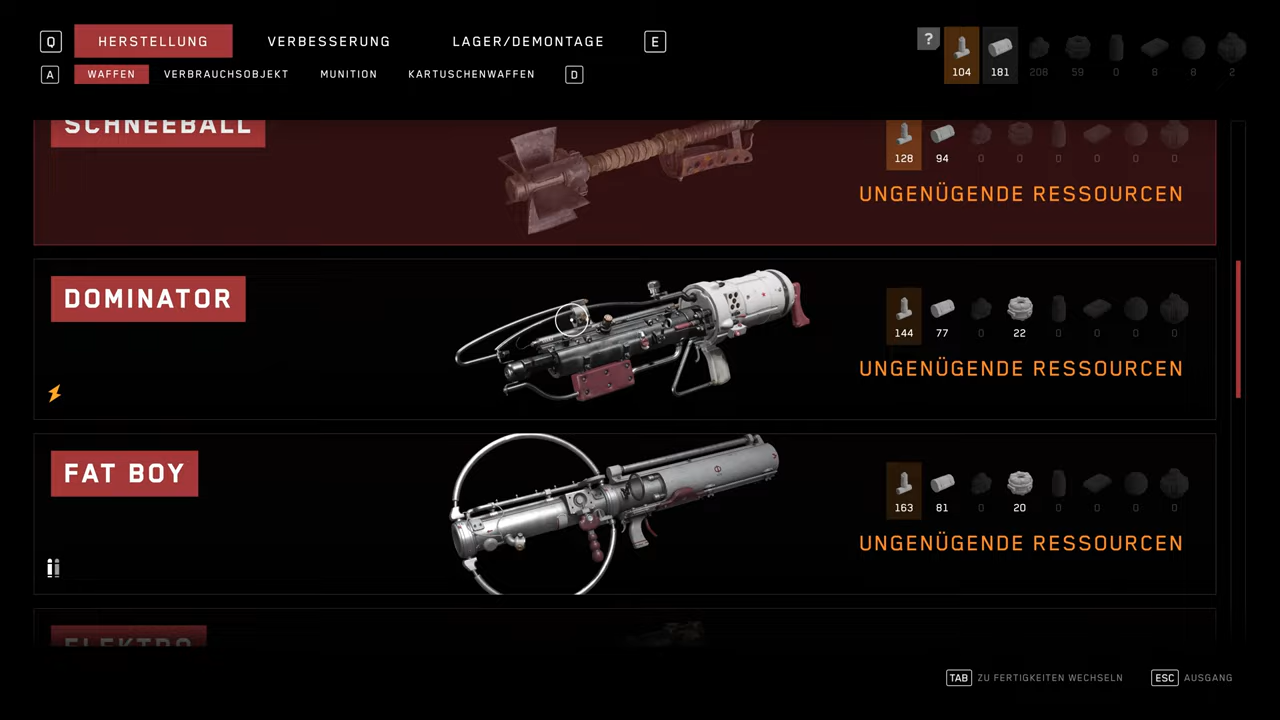 Q HERSTELLUNG VERBESSERUNG LAGER/DEMONTAGE E ?
104 181 208 59 0 8 8 2
A WAFFEN VERBRAUCHSOBJEKT MUNITION KARTUSCHENWAFFEN D
SCHNEEBALL
128 94 0 0 0 0 0 0
UNGENÜGENDE RESSOURCEN
DOMINATOR
144 77 0 22 0 0 0 0
UNGENÜGENDE RESSOURCEN
FAT BOY
163 81 0 20 0 0 0 0
UNGENÜGENDE RESSOURCEN
ELEKTRO
TAB ZU FERTIGKEITEN WECHSELN ESC AUSGANG